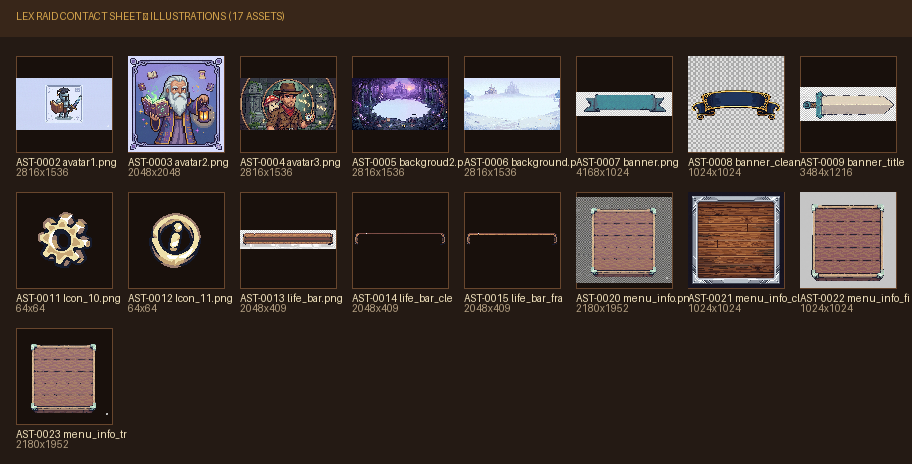 LEX RAID CONTACT SHEET ILLUSTRATIONS (17 ASSETS)
AST-0002 avatar1.png
2816x1536
AST-0003 avatar2.png
2048x2048
AST-0004 avatar3.png
2816x1536
AST-0005 backgroud2.p
2816x1536
AST-0006 background.p
2816x1536
AST-0007 banner.png
4168x1024
AST-0008 banner_clean
1024x1024
AST-0009 banner_title
3484x1216
AST-0011 Icon_10.png
64x64
AST-0012 Icon_11.png
64x64
AST-0013 life_bar.png
2048x409
AST-0014 life_bar_cle
2048x409
AST-0015 life_bar_fra
2048x409
AST-0020 menu_info.pn
2180x1952
AST-0021 menu_info_cl
1024x1024
AST-0022 menu_info_fi
1024x1024
AST-0023 menu_info_tr
2180x1952